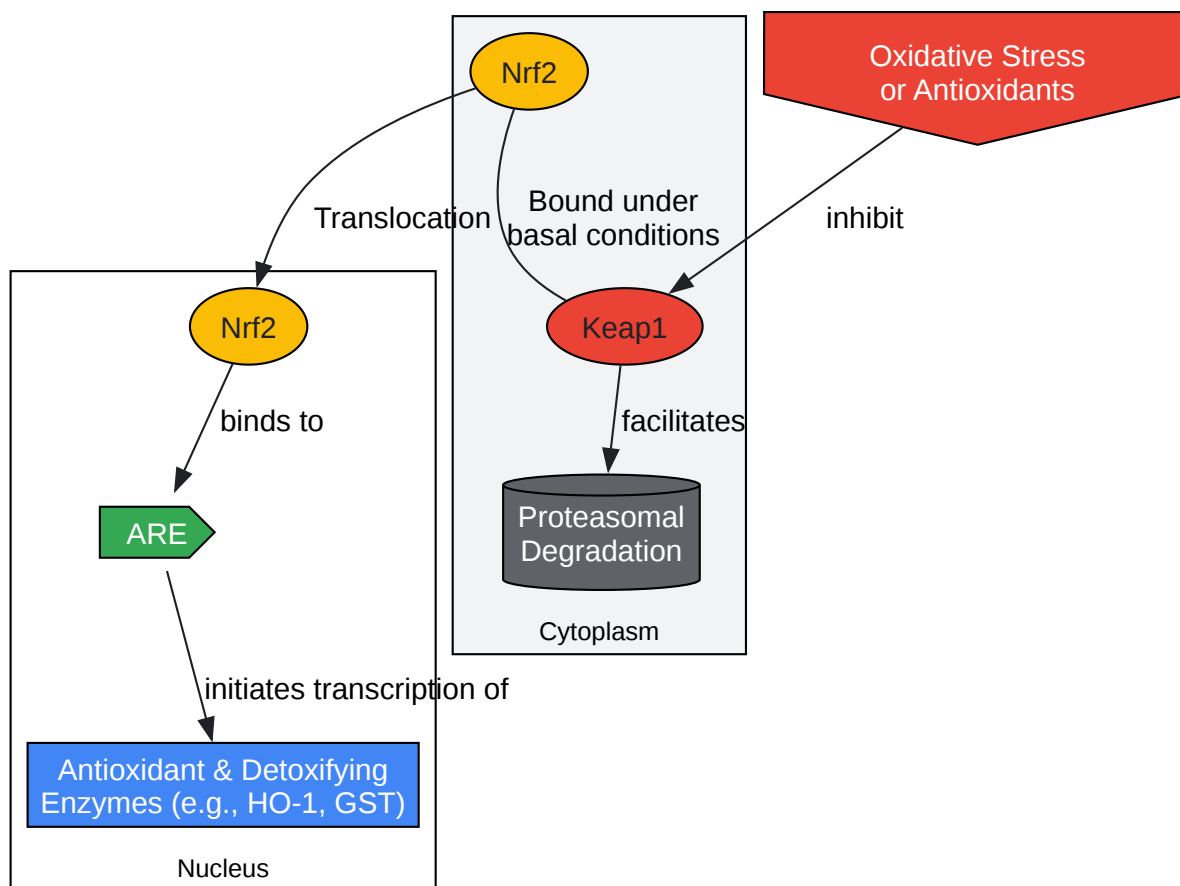 Nrf2
Oxidative Stress
or Antioxidants
Translocation
Bound under
basal conditions
inhibit
Nrf2
Keap1
binds to
facilitates
ARE
Proteasomal
Degradation
Cytoplasm
initiates transcription of
Antioxidant & Detoxifying
Enzymes (e.g., HO-1, GST)
Nucleus